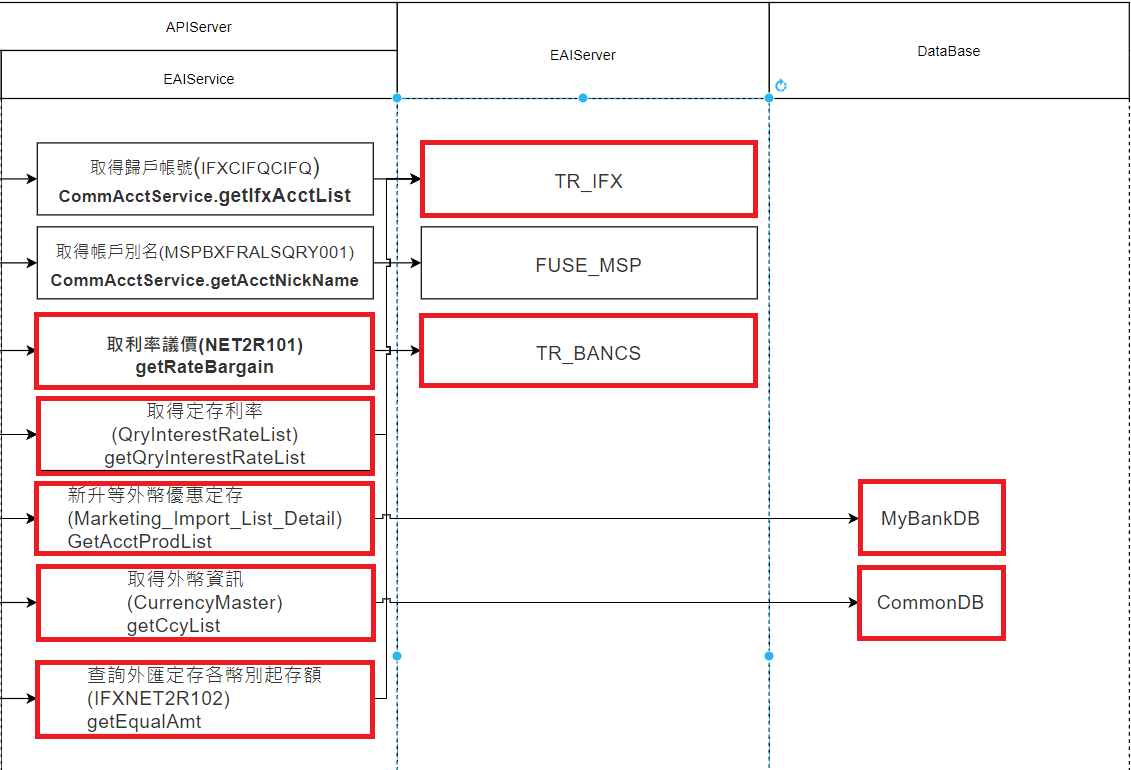 APIServer
EAIService
EAIServer
DataBase
取得歸戶帳號(IFXCIFQCIFQ)
CommAcctService.getIfxAcctList
TR_IFX
取得帳戶別名(MSPBXFRALSQRY001)
CommAcctService.getAcctNickName
FUSE_MSP
取利率議價(NET2R101)
getRateBargain
TR_BANCS
取得定存利率
(QryInterestRateList)
getQryInterestRateList
新升等外幣優惠定存
(Marketing_Import_List_Detail)
GetAcctProdList
MyBankDB
取得外幣資訊
(CurrencyMaster)
getCcyList
CommonDB
查詢外匯定存各幣別起存額
(IFXNET2R102)
getEqualAmt